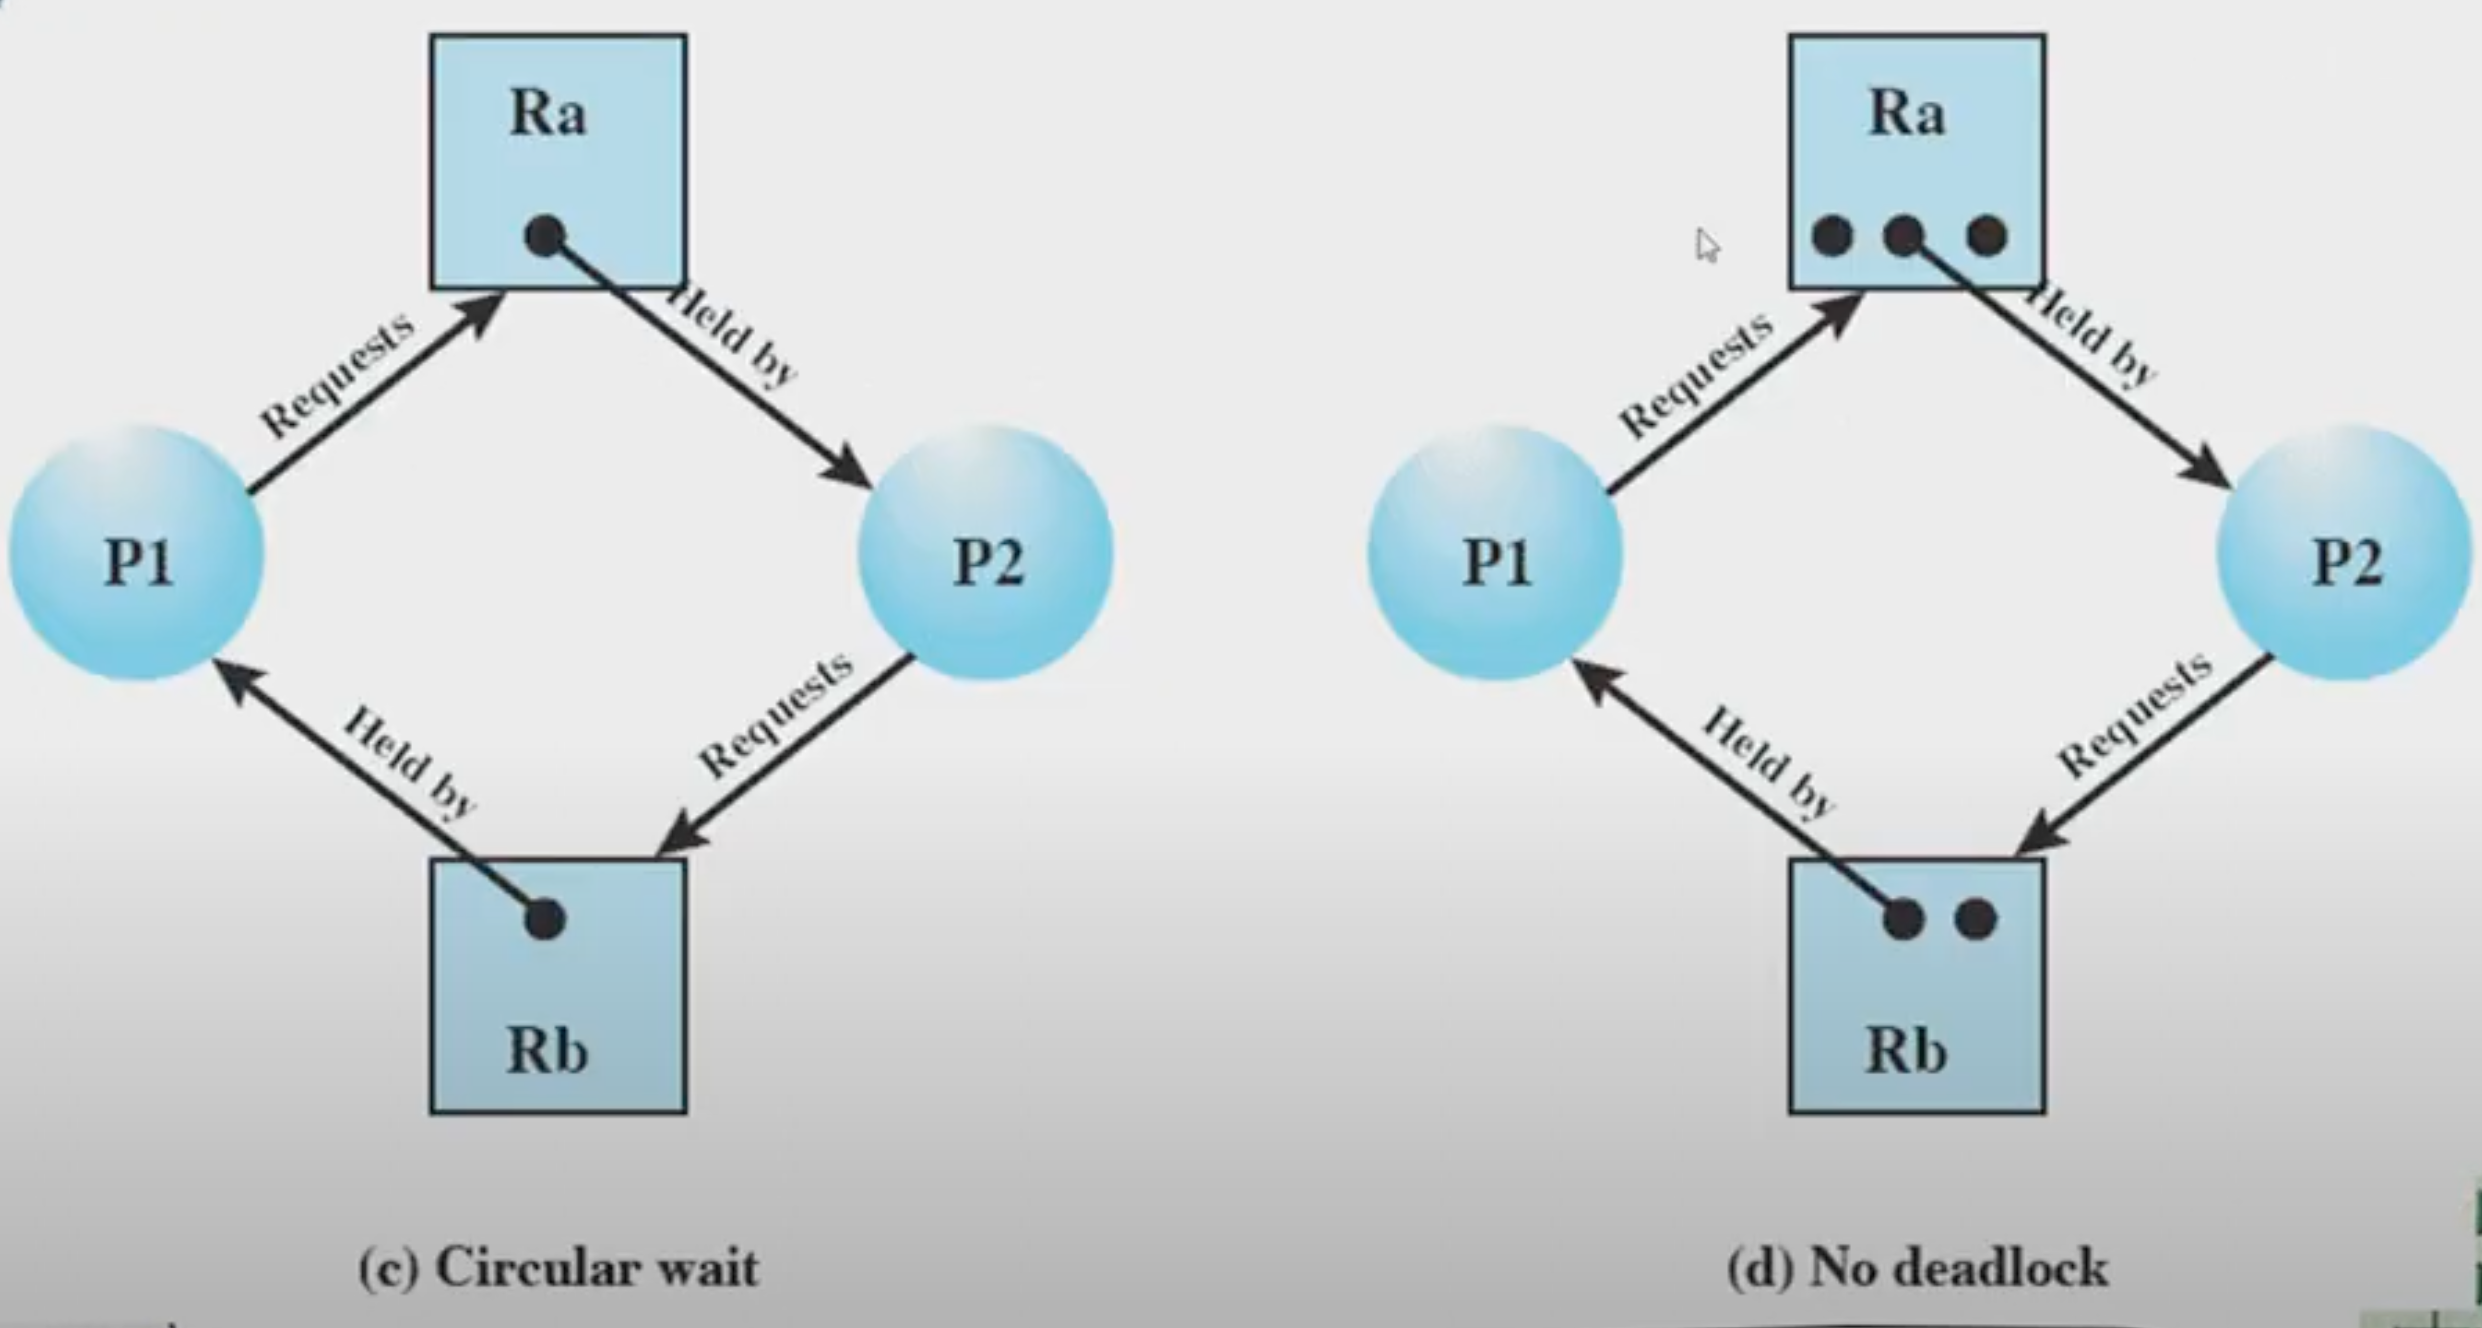 Ra
Requests
Held by
P1
P2
Held by
Requests
Rb
(c) Circular wait
Ra
Requests
Held by
P1
P2
Held by
Requests
Rb
(d) No deadlock